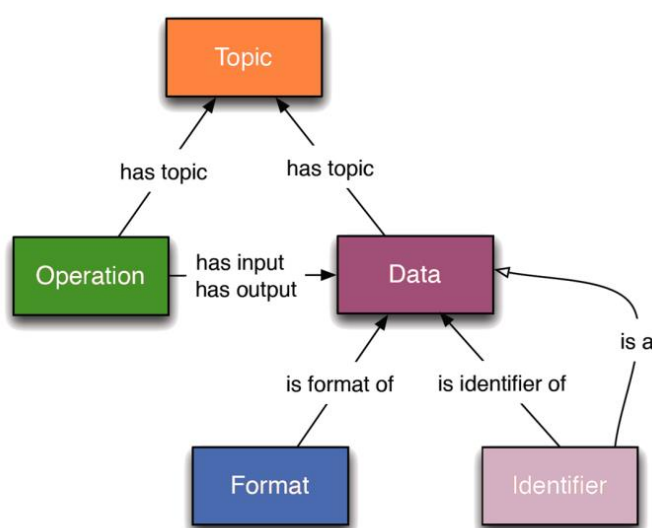 Topic
has topic
has topic
Operation
has input
has output
Data
is a
is format of
is identifier of
Format
Identifier